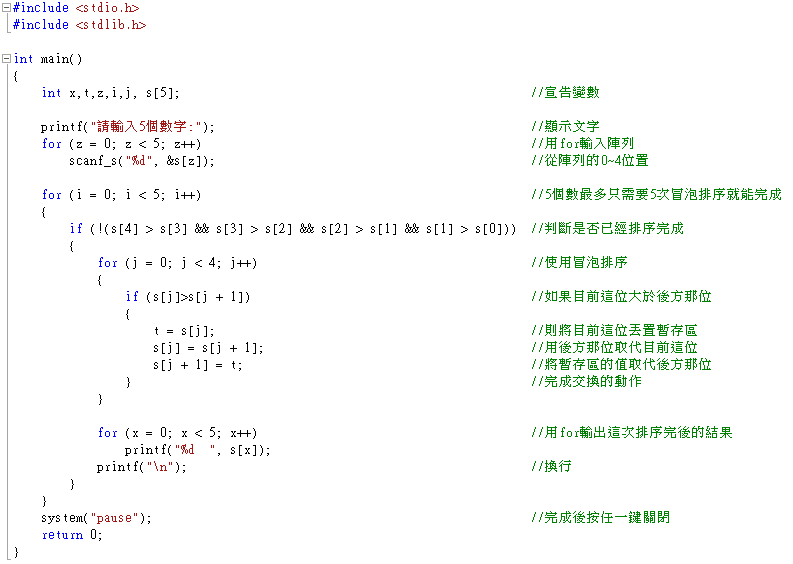 #include <stdio.h>
#include <stdlib.h>
int main()
{
int x,t,z,i,j, s[5]; //宣告變數
printf("請輸入5個數字:"); //顯示文字
for (z = 0; z < 5; z++) //用for輸入陣列
scanf_s("%d", &s[z]); //從陣列的0~4位置
for (i = 0; i < 5; i++) //5個數最多只需要5次冒泡排序就能完成
{
if (!(s[4] > s[3] && s[3] > s[2] && s[2] > s[1] && s[1] > s[0])) //判斷是否已經排序完成
{
for (j = 0; j < 4; j++) //使用冒泡排序
{
if (s[j]>s[j + 1]) //如果目前這位大於後方那位
{
t = s[j]; //則將目前這位丟置暫存區
s[j] = s[j + 1]; //用後方那位取代目前這位
s[j + 1] = t; //將暫存區的值取代後方那位
} //完成交換的動作
}
for (x = 0; x < 5; x++) //用for輸出這次排序完後的結果
printf("%d  ", s[x]);
printf("\n"); //換行
}
}
system("pause"); //完成後按任一鍵關閉
return 0;
}